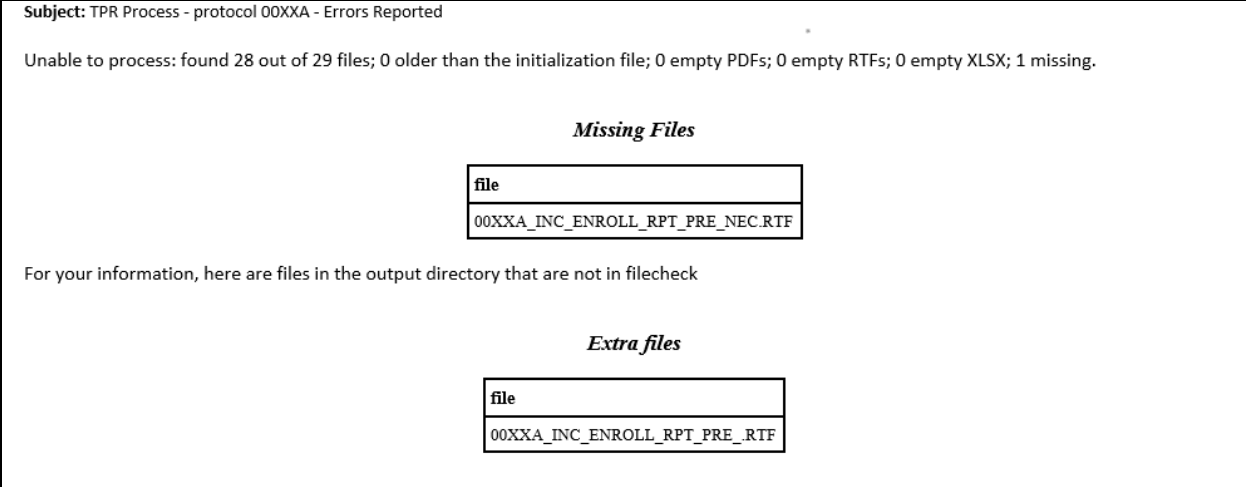 Subject: TPR Process - protocol 00XXA - Errors Reported
Unable to process: found 28 out of 29 files; 0 older than the initialization file; 0 empty PDFs; 0 empty RTFs; 0 empty XLSX; 1 missing.
Missing Files
file
00XXA_INC_ENROLL_RPT_PRE_NEC.RTF
For your information, here are files in the output directory that are not in filecheck
Extra files
file
00XXA_INC_ENROLL_RPT_PRE_.RTF